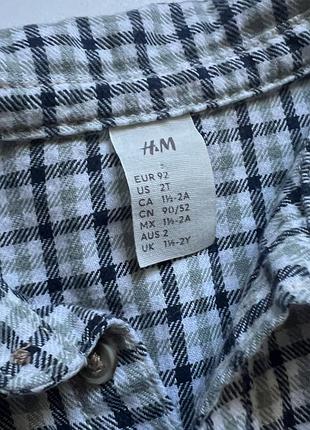 H&M
EUR 92
US 2T
CA 1½-2A
CN 90/52
MX 1½-2A
AUS 2
UK 1½-2Y